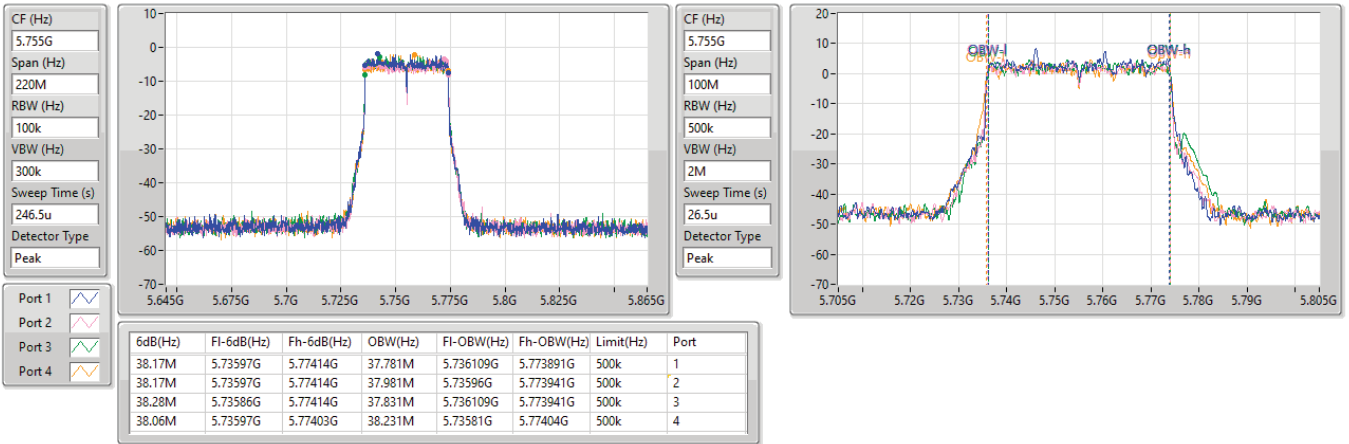 CF (Hz)
5.755G
Span (Hz)
220M
RBW (Hz)
100k
VBW (Hz)
300k
Sweep Time (s)
246.5u
Detector Type
Peak
10
0
-10
-20
-30
-40
-50
-60
-70
5.645G 5.675G 5.7G 5.725G 5.75G 5.775G 5.8G 5.825G 5.865G
CF (Hz)
5.755G
Span (Hz)
100M
RBW (Hz)
500k
VBW (Hz)
2M
Sweep Time (s)
26.5u
Detector Type
Peak
20
10
0
-10
-20
-30
-40
-50
-60
-70
OBW-l OBW-h
5.705G 5.72G 5.73G 5.74G 5.75G 5.76G 5.77G 5.78G 5.79G 5.805G
Port 1
Port 2
Port 3
Port 4
6dB(Hz) Fl-6dB(Hz) Fh-6dB(Hz) OBW(Hz) Fl-OBW(Hz) Fh-OBW(Hz) Limit(Hz) Port
38.17M 5.73597G 5.77414G 37.781M 5.736109G 5.773891G 500k 1
38.17M 5.73597G 5.77414G 37.981M 5.73596G 5.773941G 500k 2
38.28M 5.73586G 5.77414G 37.831M 5.736109G 5.773941G 500k 3
38.06M 5.73597G 5.77403G 38.231M 5.73581G 5.77404G 500k 4